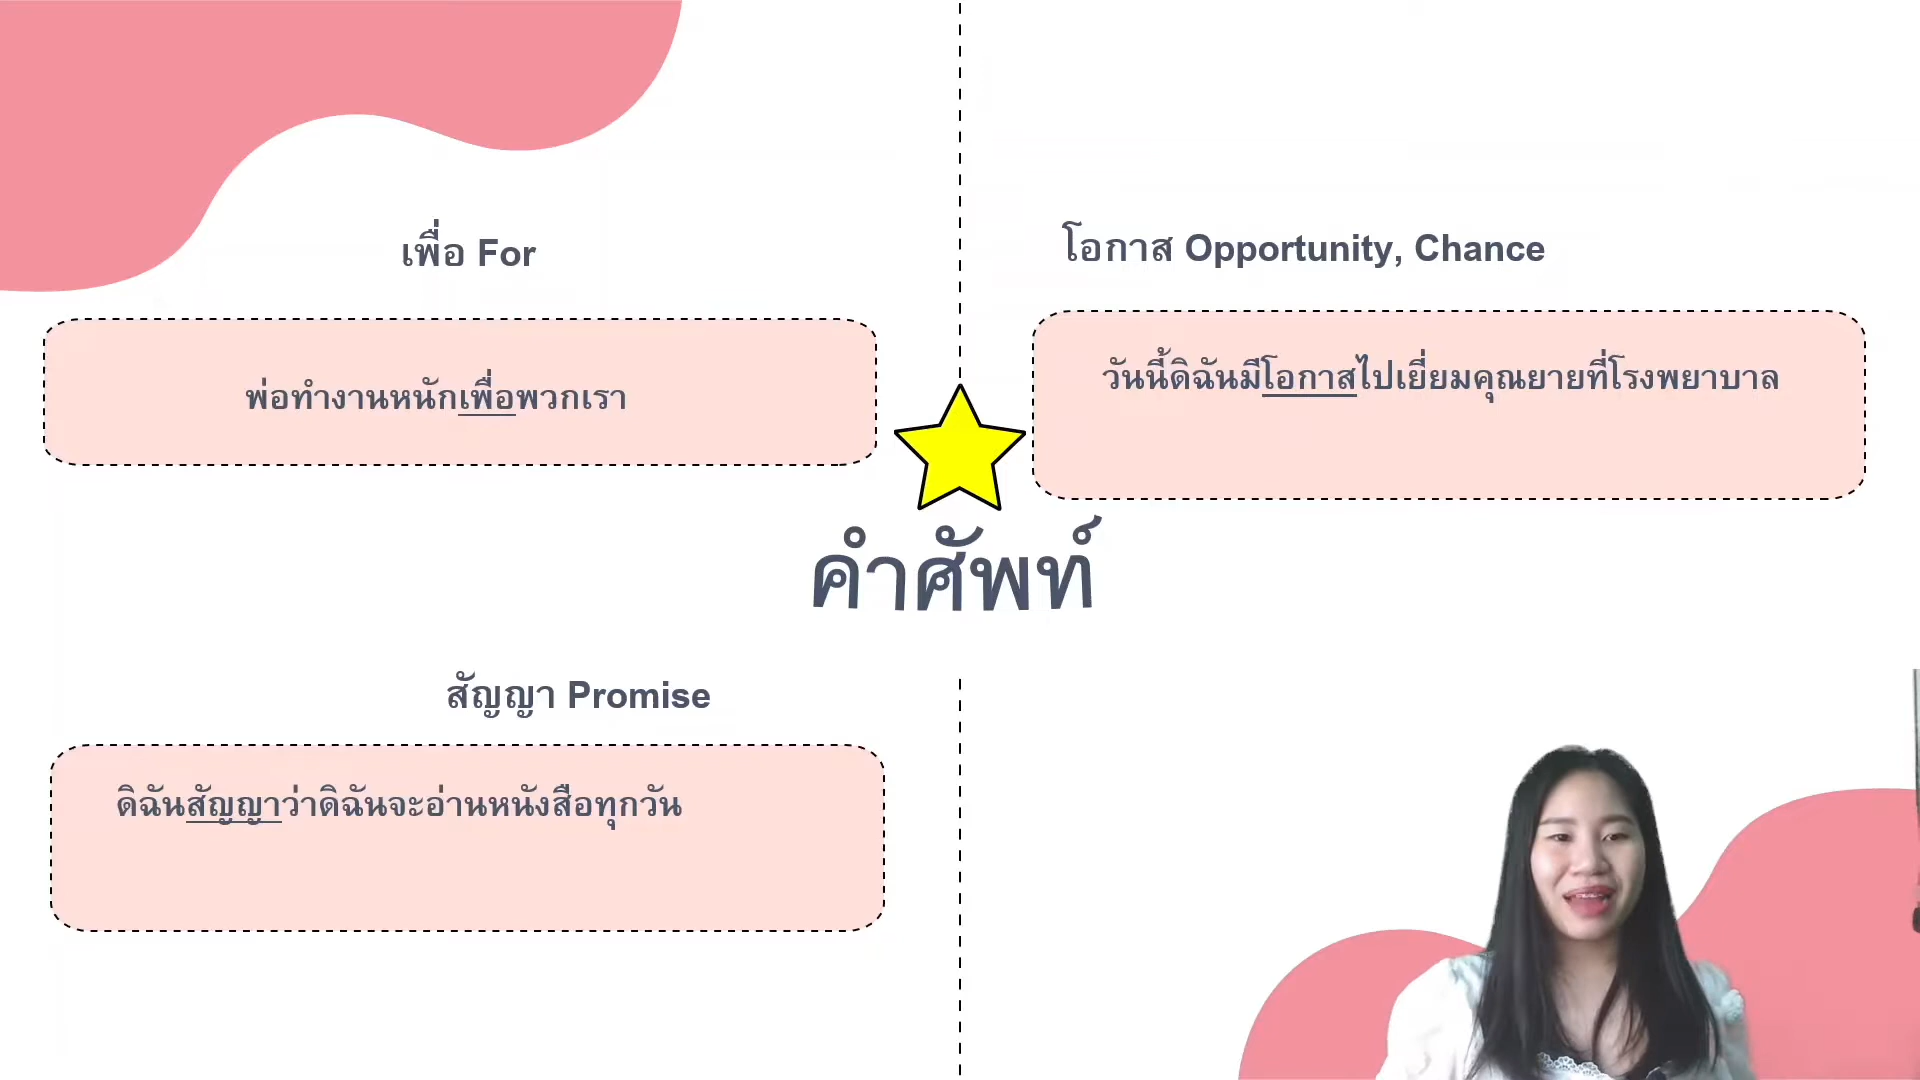 เพื่อ For
พ่อทำงานหนักเพื่อพวกเรา
โอกาส Opportunity, Chance
วันนี้ดิฉันมีโอกาสไปเยี่ยมคุณยายที่โรงพยาบาล
คำศัพท์
สัญญา Promise
ดิฉันสัญญาว่าดิฉันจะอ่านหนังสือทุกวัน